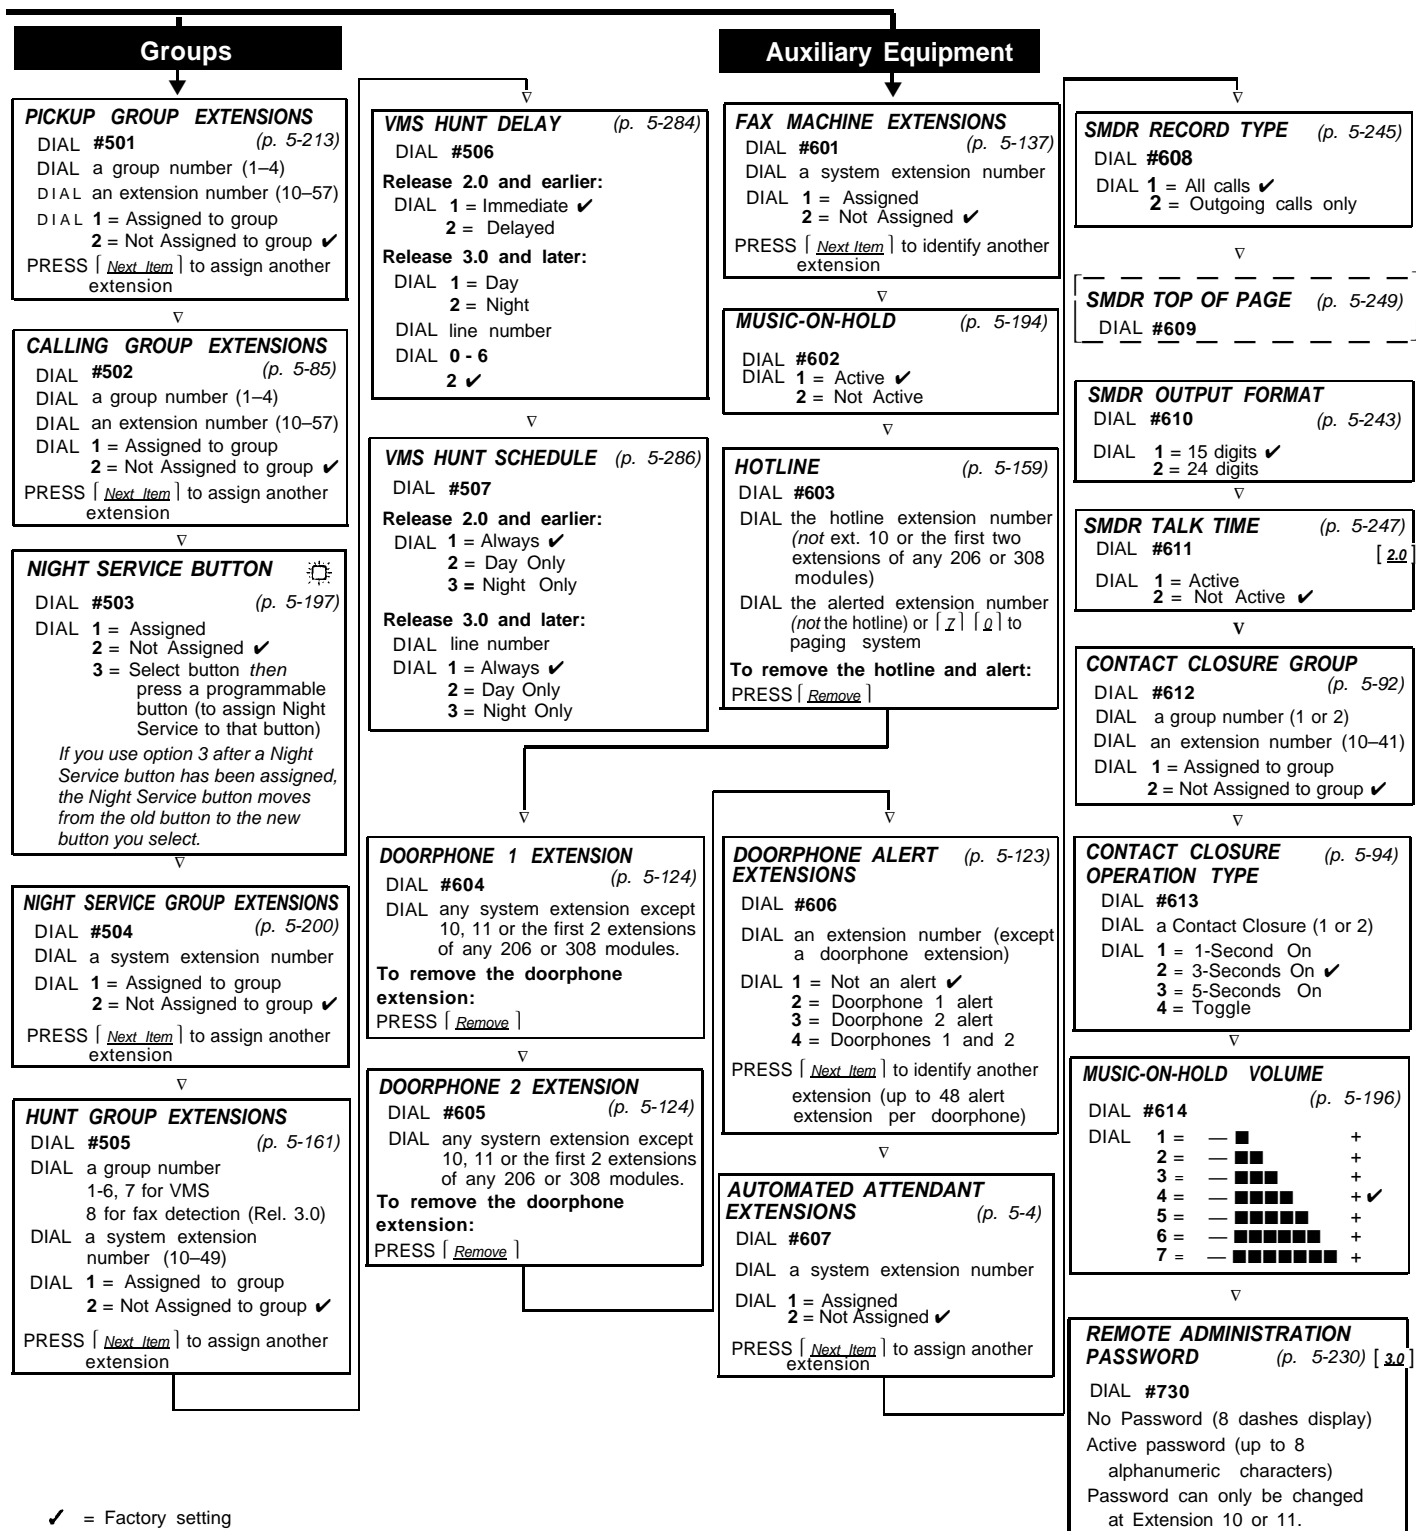 Groups
PICKUP GROUP EXTENSIONS
DIAL #501 (p. 5-213)
DIAL a group number (1–4)
DIAL an extension number (10–57)
DIAL 1 = Assigned to group
2 = Not Assigned to group ✔
PRESS ⌈ Next Item ⌉ to assign another
extension
∇
CALLING GROUP EXTENSIONS
DIAL #502 (p. 5-85)
DIAL a group number (1–4)
DIAL an extension number (10–57)
DIAL 1 = Assigned to group
2 = Not Assigned to group ✔
PRESS ⌈ Next Item ⌉ to assign another
extension
∇
NIGHT SERVICE BUTTON
DIAL #503 (p. 5-197)
DIAL 1 = Assigned
2 = Not Assigned ✔
3 = Select button then
press a programmable
button (to assign Night
Service to that button)
If you use option 3 after a Night
Service button has been assigned,
the Night Service button moves
from the old button to the new
button you select.
∇
NIGHT SERVICE GROUP EXTENSIONS
DIAL #504 (p. 5-200)
DIAL a system extension number
DIAL 1 = Assigned to group
2 = Not Assigned to group ✔
PRESS ⌈ Next Item ⌉ to assign another
extension
∇
HUNT GROUP EXTENSIONS
DIAL #505 (p. 5-161)
DIAL a group number
1-6, 7 for VMS
8 for fax detection (Rel. 3.0)
DIAL a system extension
number (10–49)
DIAL 1 = Assigned to group
2 = Not Assigned to group ✔
PRESS ⌈ Next Item ⌉ to assign another
extension
∇
VMS HUNT DELAY (p. 5-284)
DIAL #506
Release 2.0 and earlier:
DIAL 1 = Immediate ✔
2 = Delayed
Release 3.0 and later:
DIAL 1 = Day
2 = Night
DIAL line number
DIAL 0 - 6
2 ✔
∇
VMS HUNT SCHEDULE (p. 5-286)
DIAL #507
Release 2.0 and earlier:
DIAL 1 = Always ✔
2 = Day Only
3 = Night Only
Release 3.0 and later:
DIAL line number
DIAL 1 = Always ✔
2 = Day Only
3 = Night Only
Auxiliary Equipment
FAX MACHINE EXTENSIONS
DIAL #601 (p. 5-137)
DIAL a system extension number
DIAL 1 = Assigned
2 = Not Assigned ✔
PRESS ⌈ Next Item ⌉ to identify another
extension
∇
MUSIC-ON-HOLD (p. 5-194)
DIAL #602
DIAL 1 = Active ✔
2 = Not Active
∇
HOTLINE (p. 5-159)
DIAL #603
DIAL the hotline extension number
(not ext. 10 or the first two
extensions of any 206 or 308
modules)
DIAL the alerted extension number
(not the hotline) or ⌈ 7 ⌉ ⌈ 0 ⌉ to
paging system
To remove the hotline and alert:
PRESS ⌈ Remove ⌉
∇
DOORPHONE 1 EXTENSION
DIAL #604 (p. 5-124)
DIAL any system extension except
10, 11 or the first 2 extensions
of any 206 or 308 modules.
To remove the doorphone
extension:
PRESS ⌈ Remove ⌉
∇
DOORPHONE 2 EXTENSION
DIAL #605 (p. 5-124)
DIAL any systern extension except
10, 11 or the first 2 extensions
of any 206 or 308 modules.
To remove the doorphone
extension:
PRESS ⌈ Remove ⌉
∇
DOORPHONE ALERT (p. 5-123)
EXTENSIONS
DIAL #606
DIAL an extension number (except
a doorphone extension)
DIAL 1 = Not an alert ✔
2 = Doorphone 1 alert
3 = Doorphone 2 alert
4 = Doorphones 1 and 2
PRESS ⌈ Next Item ⌉ to identify another
extension (up to 48 alert
extension per doorphone)
∇
AUTOMATED ATTENDANT
EXTENSIONS (p. 5-4)
DIAL #607
DIAL a system extension number
DIAL 1 = Assigned
2 = Not Assigned ✔
PRESS ⌈ Next Item ⌉ to assign another
extension
∇
SMDR RECORD TYPE (p. 5-245)
DIAL #608
DIAL 1 = All calls ✔
2 = Outgoing calls only
∇
SMDR TOP OF PAGE (p. 5-249)
DIAL #609
SMDR OUTPUT FORMAT
DIAL #610 (p. 5-243)
DIAL 1 = 15 digits ✔
2 = 24 digits
∇
SMDR TALK TIME (p. 5-247)
DIAL #611 [ 2.0 ]
DIAL 1 = Active
2 = Not Active ✔
v
CONTACT CLOSURE GROUP
DIAL #612 (p. 5-92)
DIAL a group number (1 or 2)
DIAL an extension number (10–41)
DIAL 1 = Assigned to group
2 = Not Assigned to group ✔
∇
CONTACT CLOSURE (p. 5-94)
OPERATION TYPE
DIAL #613
DIAL a Contact Closure (1 or 2)
DIAL 1 = 1-Second On
2 = 3-Seconds On ✔
3 = 5-Seconds On
4 = Toggle
∇
MUSIC-ON-HOLD VOLUME
DIAL #614 (p. 5-196)
DIAL 1 = — ■ +
2 = — ■■ +
3 = — ■■■ +
4 = — ■■■■ + ✔
5 = — ■■■■■ +
6 = — ■■■■■■ +
7 = — ■■■■■■■ +
∇
REMOTE ADMINISTRATION
PASSWORD (p. 5-230) [ 3.0 ]
DIAL #730
No Password (8 dashes display)
Active password (up to 8
alphanumeric characters)
Password can only be changed
at Extension 10 or 11.
✓ = Factory setting